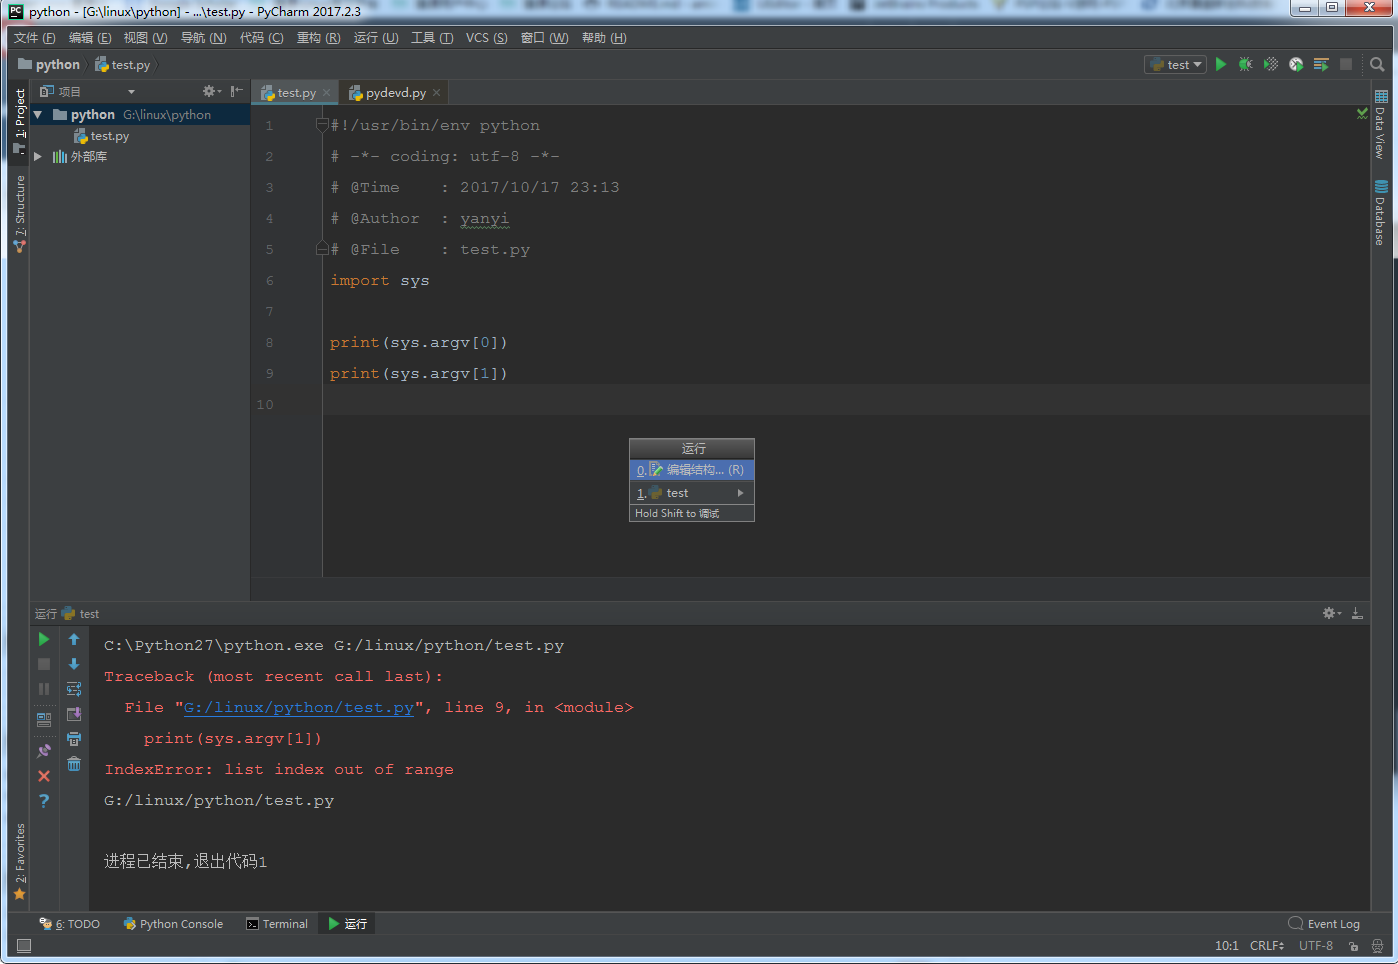 python - [G:\linux\python] - ...\test.py - PyCharm 2017.2.3
文件 (F) 编辑 (E) 视图 (V) 导航 (N) 代码 (C) 重构 (R) 运行 (U) 工具 (T) VCS (S) 窗口 (W) 帮助 (H)
python test.py test
项目 test.py pydevd.py
1: Project
7: Structure
2: Favorites
python G:\linux\python
test.py
外部库
1 #!/usr/bin/env python
2 # -*- coding: utf-8 -*-
3 # @Time : 2017/10/17 23:13
4 # @Author : yanyi
5 # @File : test.py
6 import sys
7
8 print(sys.argv[0])
9 print(sys.argv[1])
10
Data View
Database
运行
0. 编辑结构... (R)
1. test
Hold Shift to 调试
运行 test
C:\Python27\python.exe G:/linux/python/test.py
Traceback (most recent call last):
File "G:/linux/python/test.py", line 9, in <module>
print(sys.argv[1])
IndexError: list index out of range
G:/linux/python/test.py
进程已结束,退出代码1
6: TODO Python Console Terminal 运行 Event Log
10:1 CRLF UTF-8